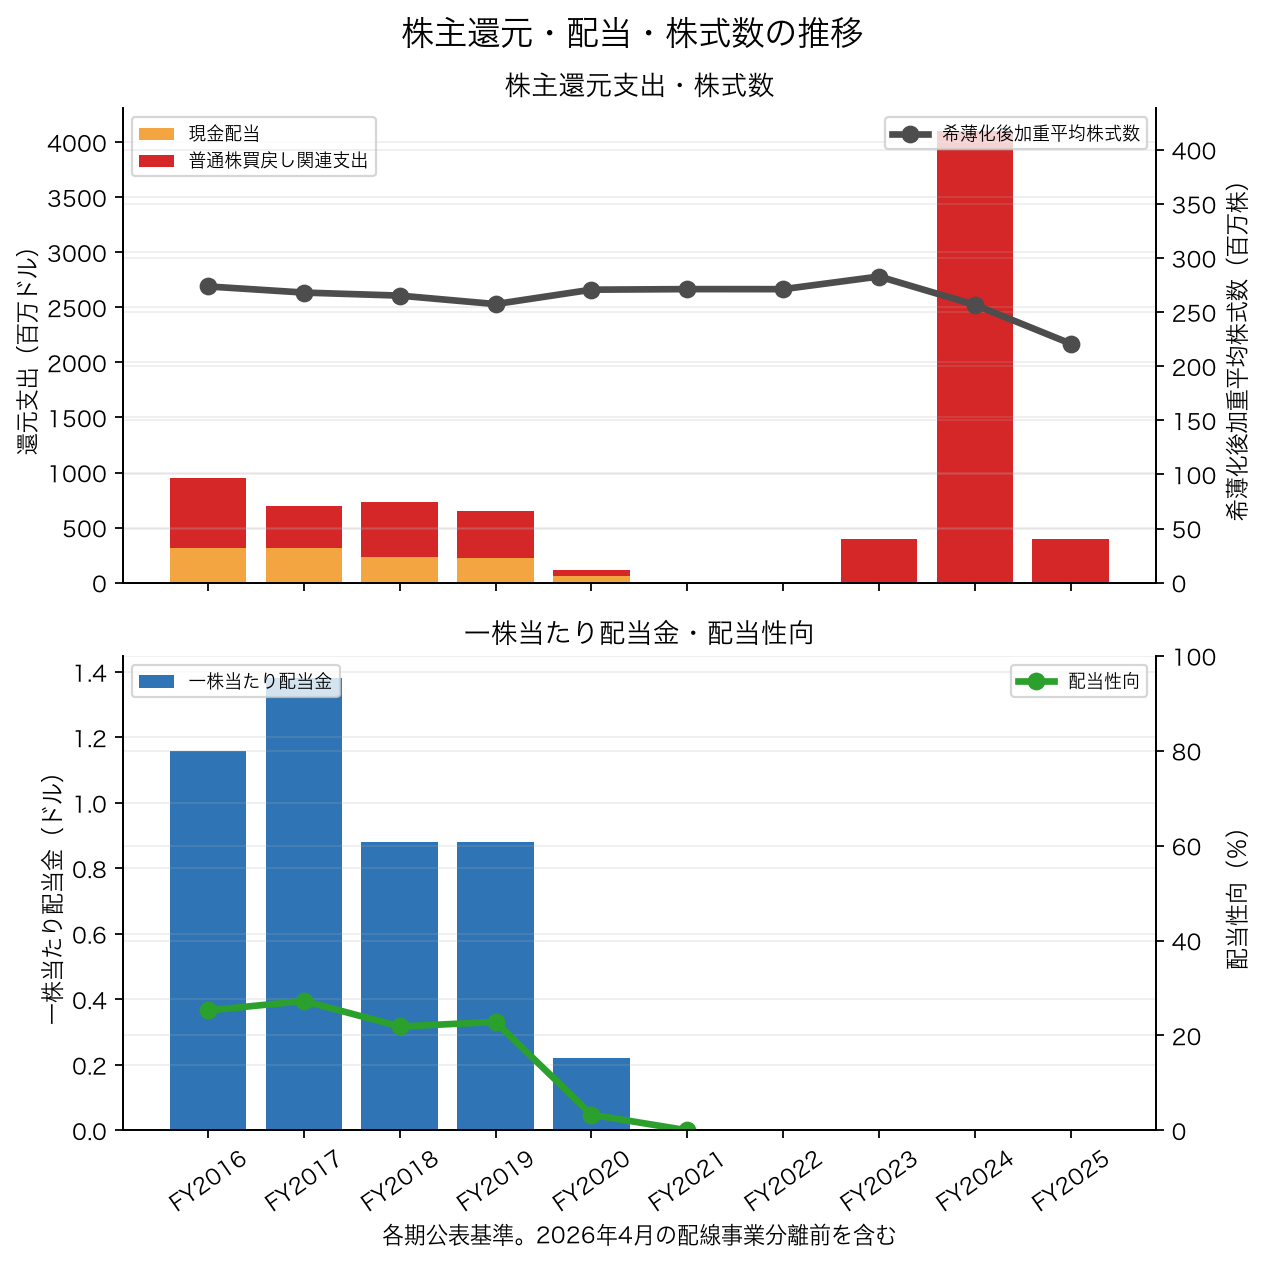 株主還元・配当・株式数の推移
株主還元支出・株式数
現金配当
普通株買戻し関連支出
希薄化後加重平均株式数
還元支出（百万ドル）
4000
3500
3000
2500
2000
1500
1000
500
0
400
350
300
250
200
150
100
50
0
希薄化後加重平均株式数（百万株）
一株当たり配当金・配当性向
一株当たり配当金
配当性向
一株当たり配当金（ドル）
1.4
1.2
1.0
0.8
0.6
0.4
0.2
0.0
100
80
60
40
20
0
配当性向（%）
FY2016
FY2017
FY2018
FY2019
FY2020
FY2021
FY2022
FY2023
FY2024
FY2025
各期公表基準。2026年4月の配線事業分離前を含む